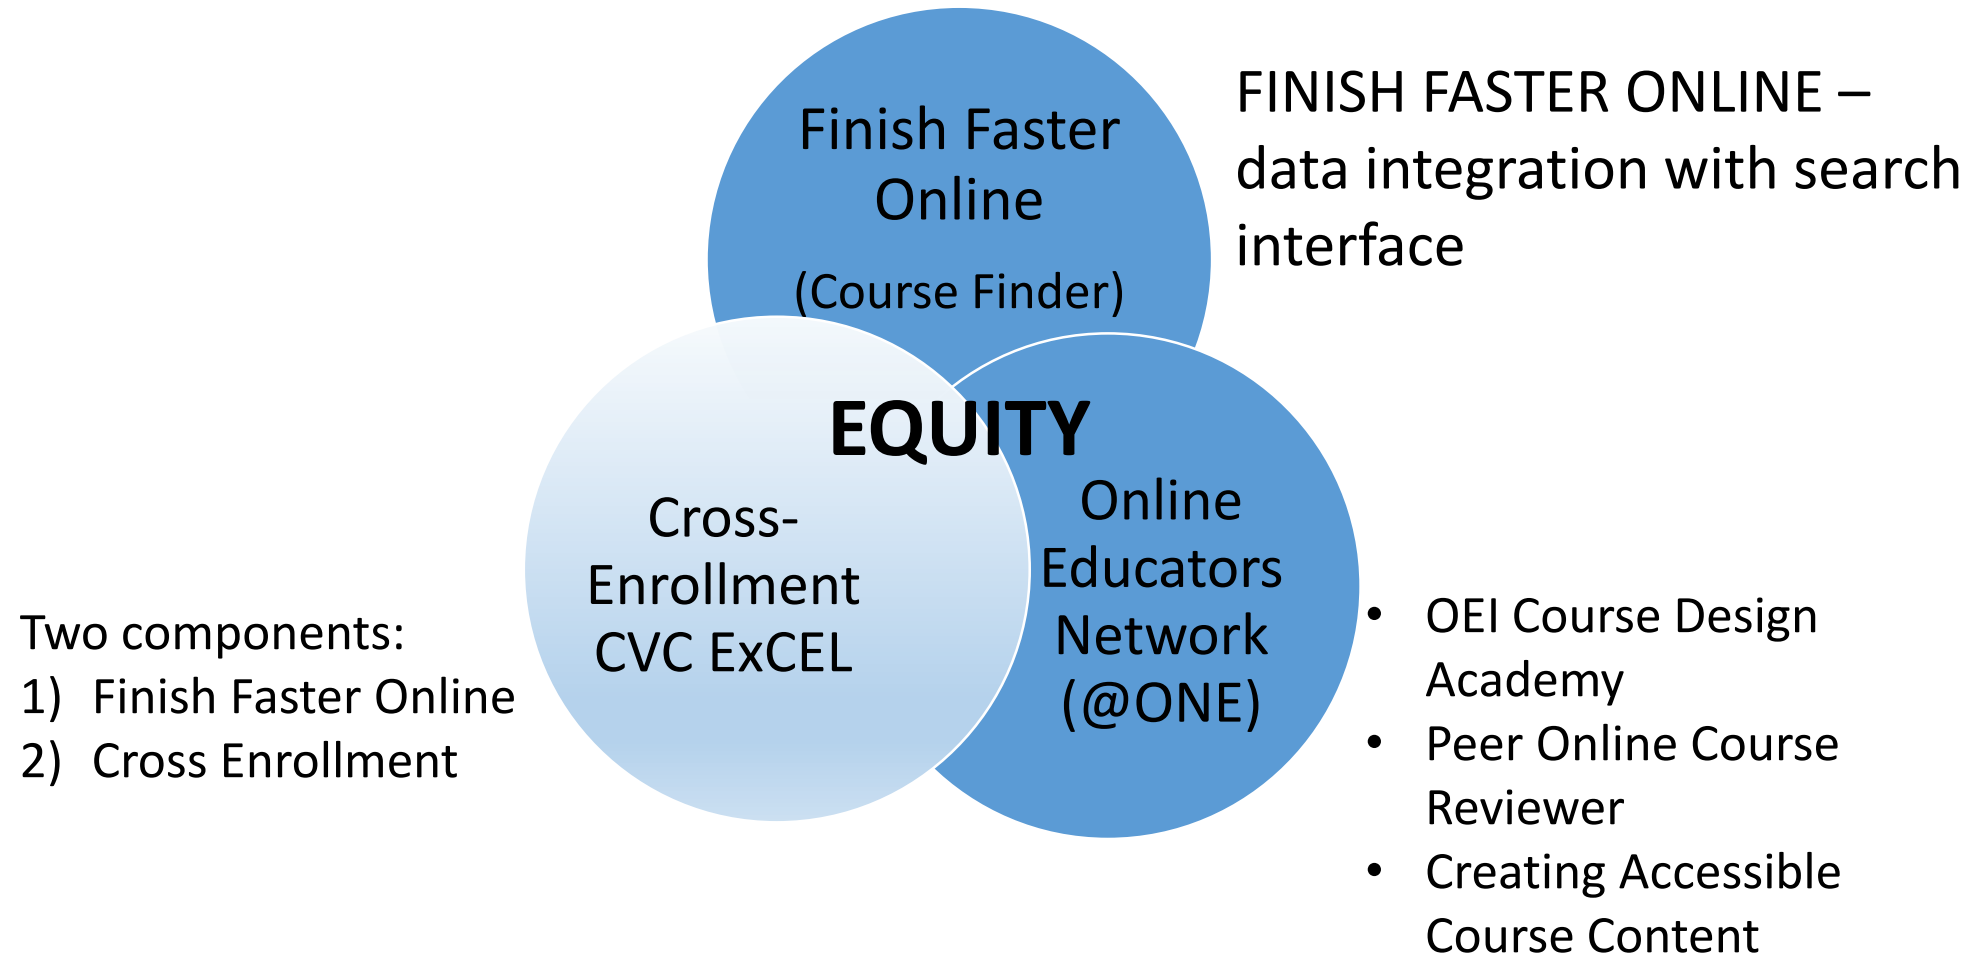 Finish Faster
Online
(Course Finder)
FINISH FASTER ONLINE –
data integration with search
interface
EQUITY
Cross-
Enrollment
CVC ExCEL
Online
Educators
Network
(@ONE)
Two components:
1) Finish Faster Online
2) Cross Enrollment
• OEI Course Design
Academy
• Peer Online Course
Reviewer
• Creating Accessible
Course Content